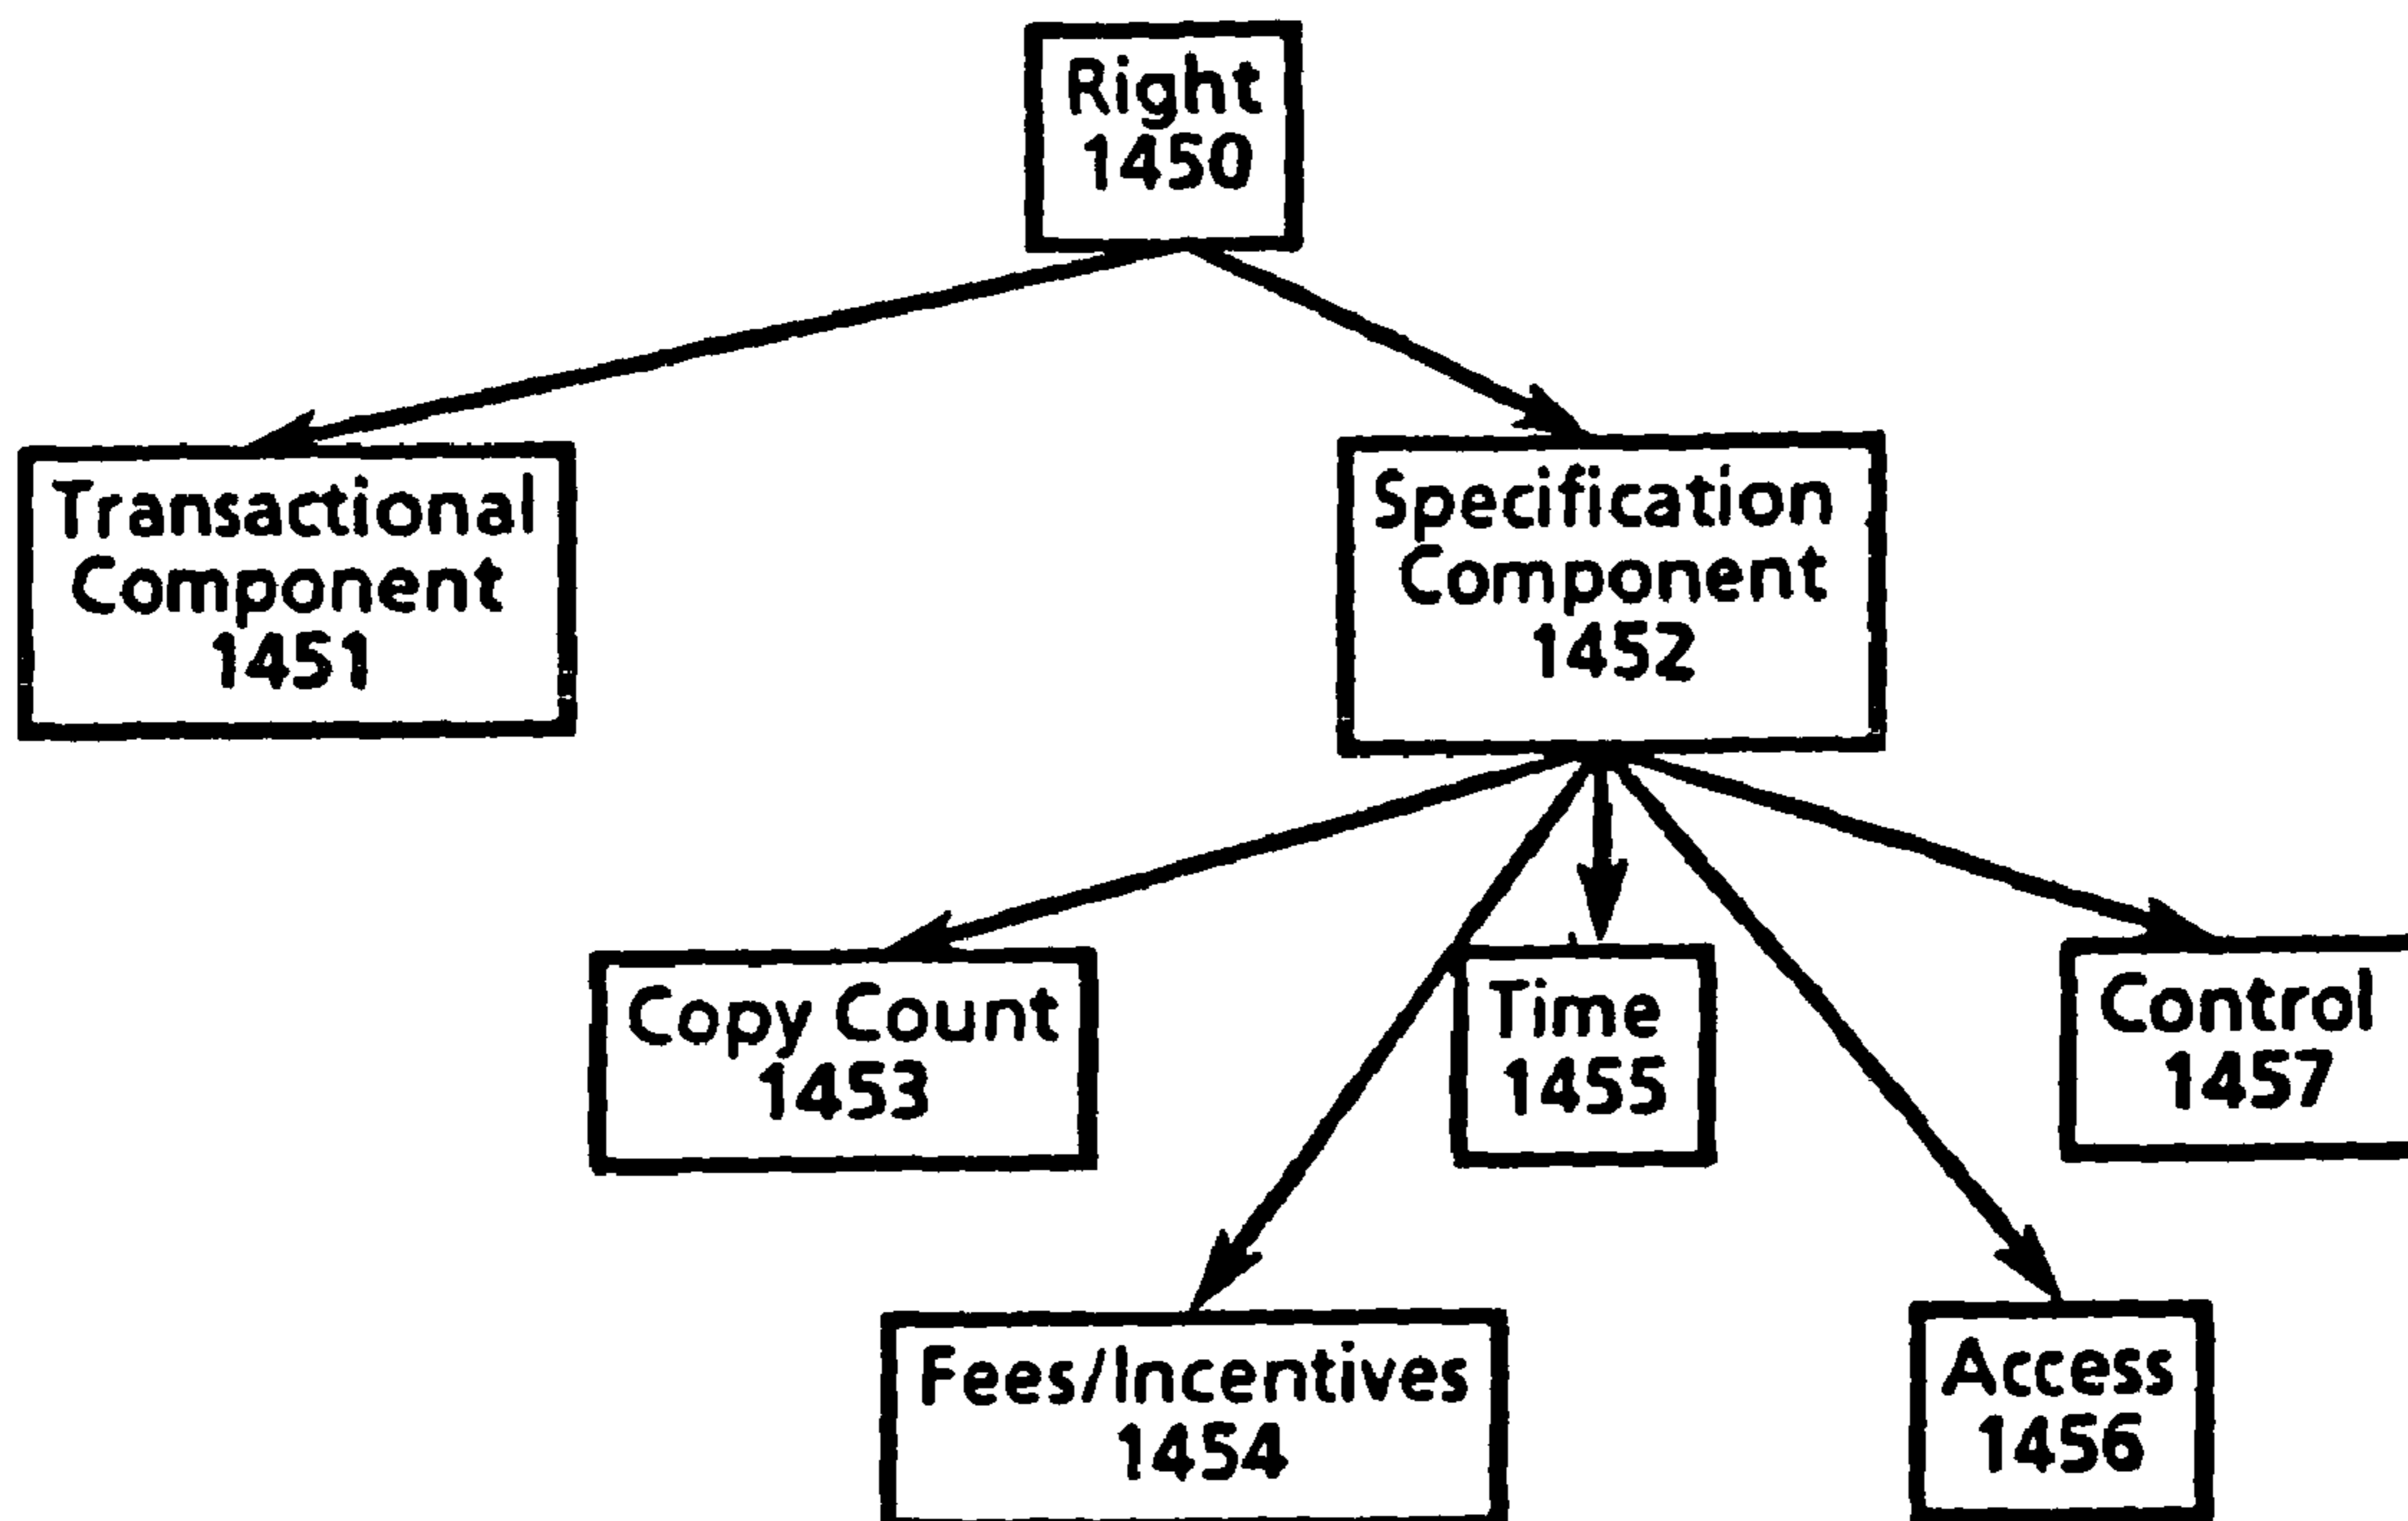 Right
1450
Transactional
Component
1451
Specification
Component
1452
Copy Count
1453
Time
1455
Control
1457
Fees/Incentives
1454
Access
1456